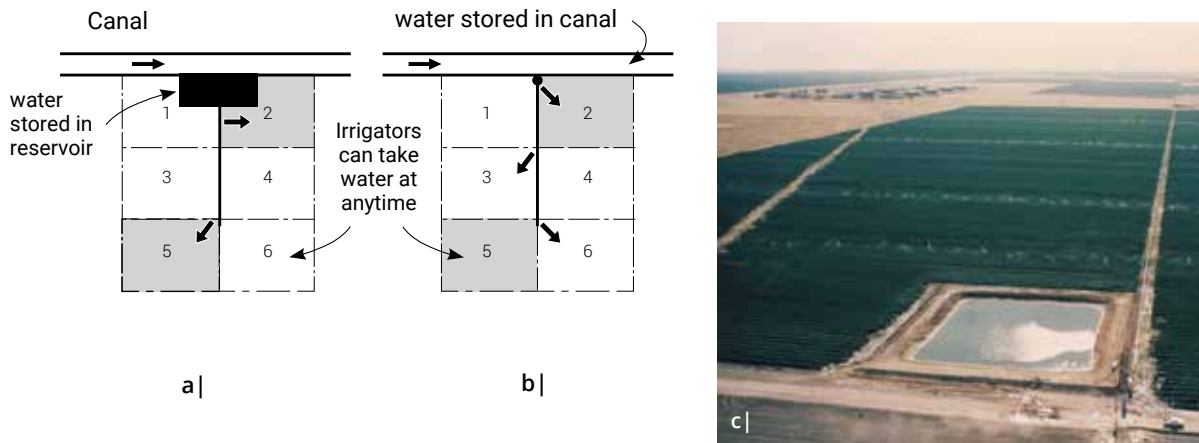 Canal
water
stored in
reservoir
1
2
3
4
5
6
a|
Irrigators
can take
water at
anytime
water stored in canal
1
2
3
4
5
6
b|
c|